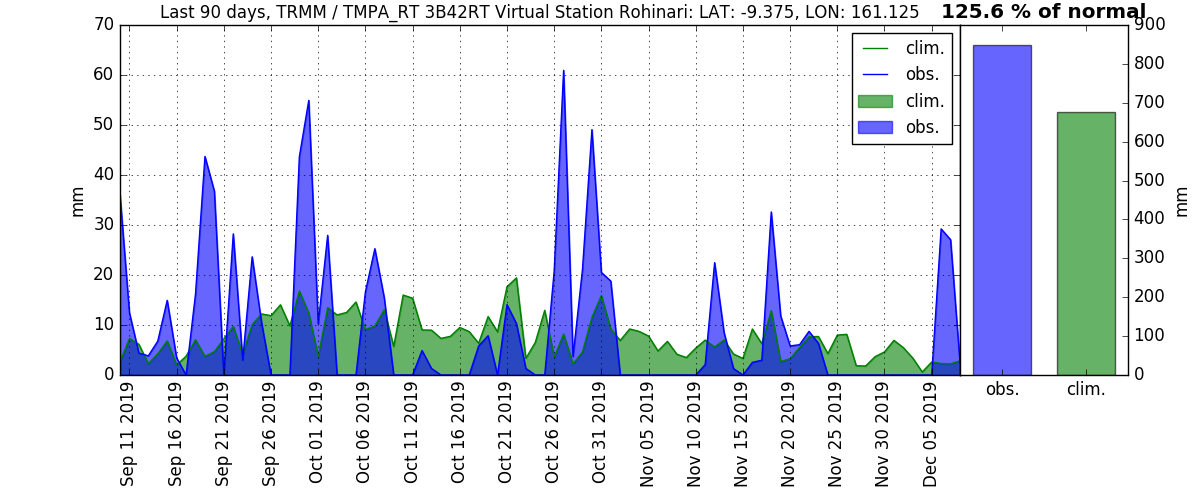 Last 90 days, TRMM / TMPA_RT 3B42RT Virtual Station Rohinari: LAT: -9.375, LON: 161.125
125.6 % of normal
70
60
50
40
30
20
10
0
mm
clim.
obs.
clim.
obs.
Sep 11 2019
Sep 16 2019
Sep 21 2019
Sep 26 2019
Oct 01 2019
Oct 06 2019
Oct 11 2019
Oct 16 2019
Oct 21 2019
Oct 26 2019
Oct 31 2019
Nov 05 2019
Nov 10 2019
Nov 15 2019
Nov 20 2019
Nov 25 2019
Nov 30 2019
Dec 05 2019
900
800
700
600
500
400
300
200
100
0
mm
obs.
clim.